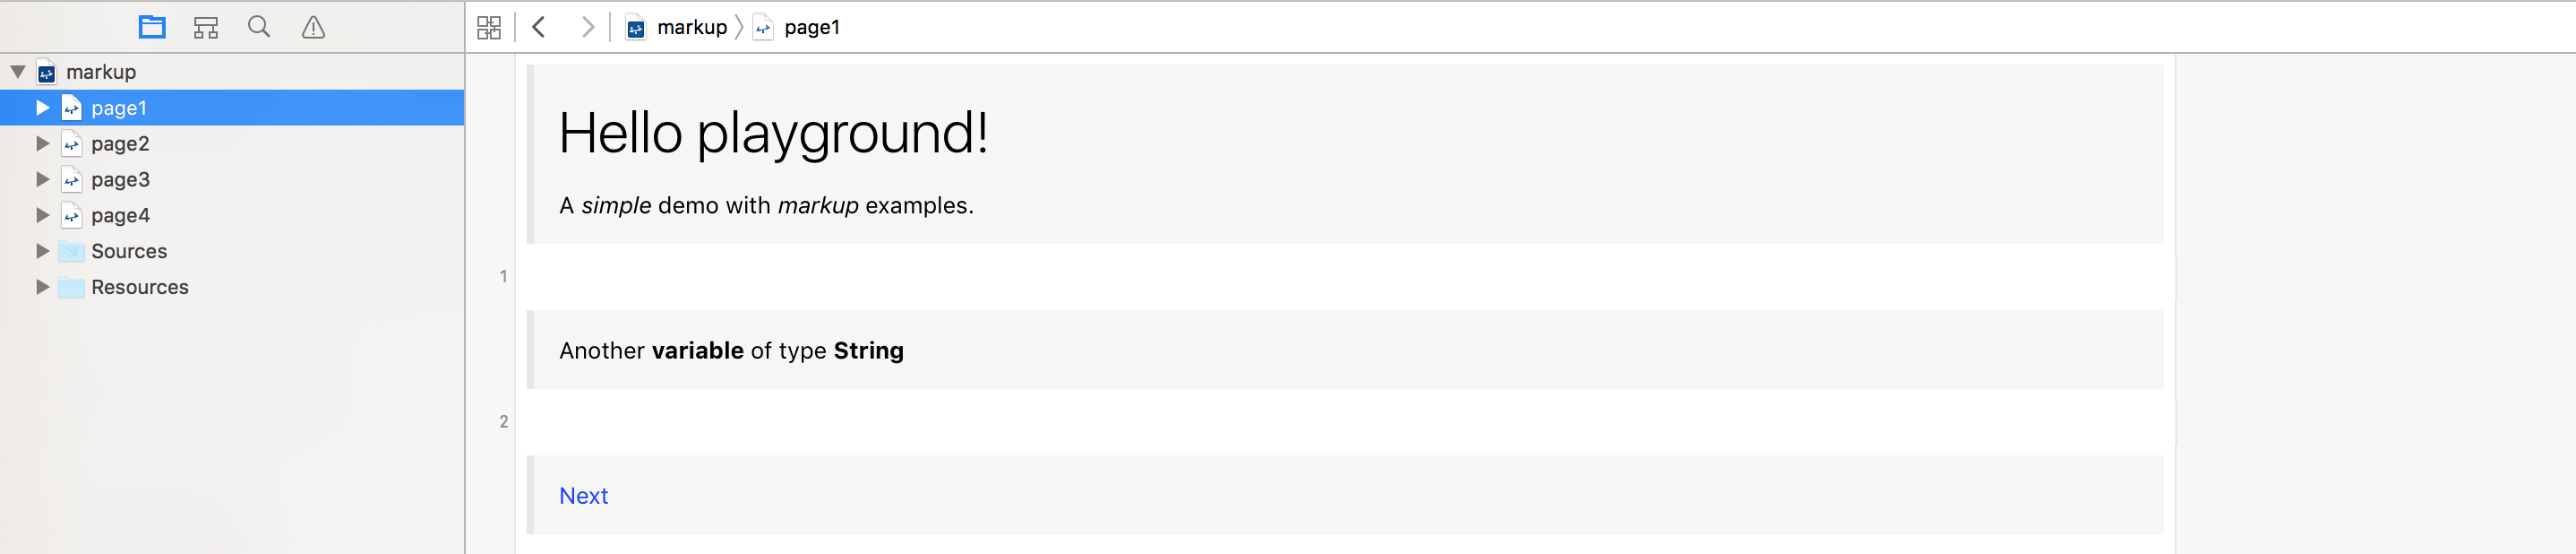 markup page1
markup
page1
page2
page3
page4
Sources
Resources
Hello playground!
A simple demo with markup examples.
1
Another variable of type String
2
Next